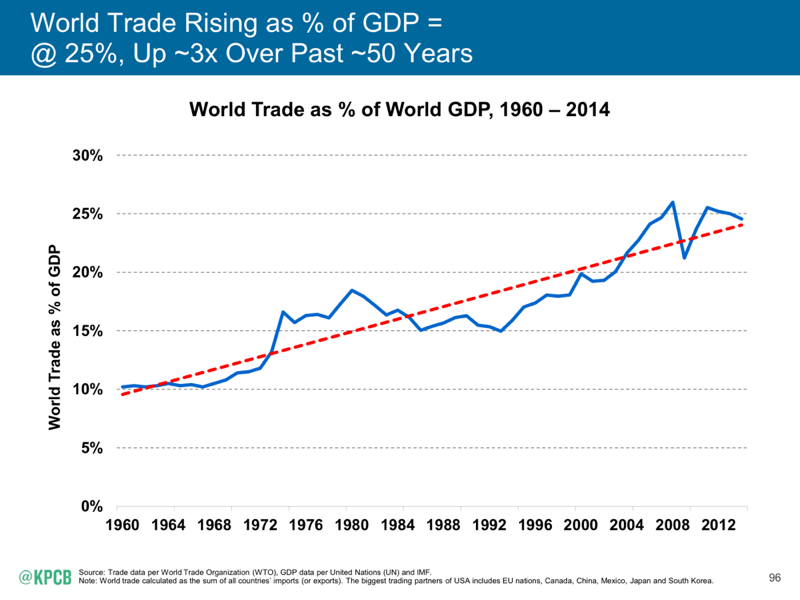 World Trade Rising as % of GDP =
@ 25%, Up ~3x Over Past ~50 Years
World Trade as % of World GDP, 1960 – 2014
World Trade as % of GDP
30%
25%
20%
15%
10%
5%
0%
1960 1964 1968 1972 1976 1980 1984 1988 1992 1996 2000 2004 2008 2012
@KPCB
Source: Trade data per World Trade Organization (WTO), GDP data per United Nations (UN) and IMF.
Note: World trade calculated as the sum of all countries' imports (or exports). The biggest trading partners of USA includes EU nations, Canada, China, Mexico, Japan and South Korea.
96